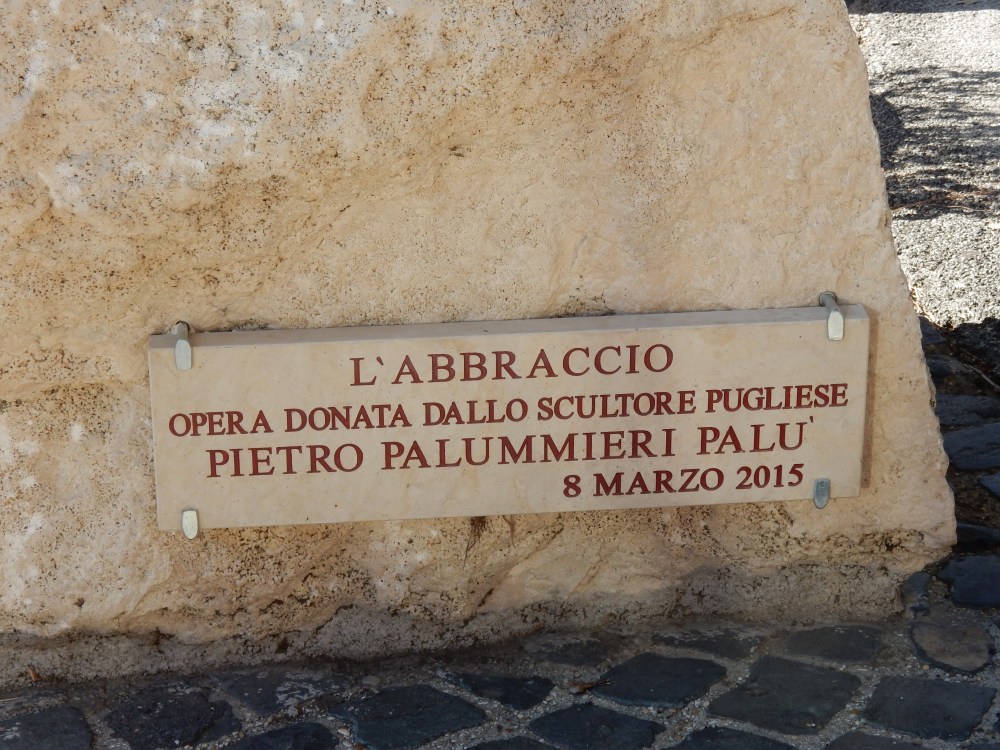 L`ABBRACCIO
OPERA DONATA DALLO SCULTORE PUGLIESE
PIETRO PALUMMIERI PALU'
8 MARZO 2015